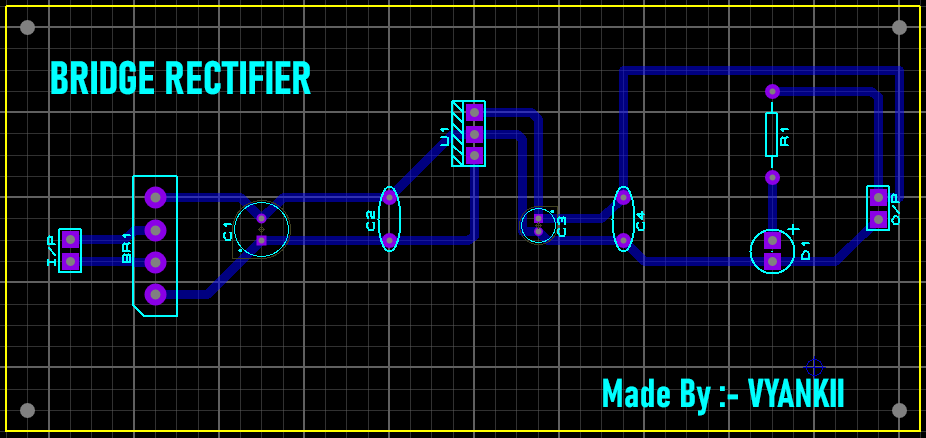 BRIDGE RECTIFIER
U1
R1
I/P
BR1
C1
C2
C3
C4
+
D1
O/P
Made By :- VYANKII